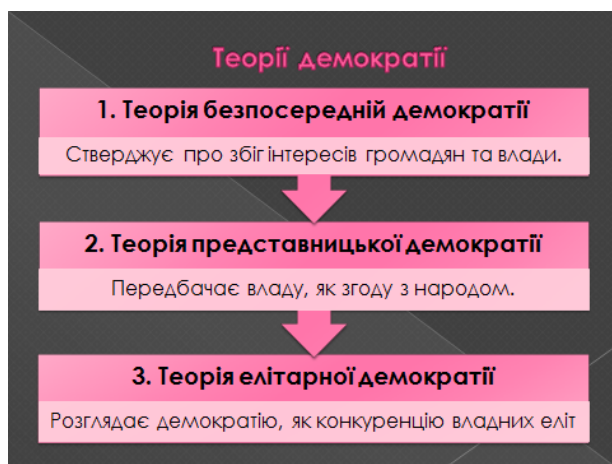 Теорії демократії
1. Теорія безпосередній демократії
Стверджує про збіг інтересів громадян та влади.
2. Теорія представницької демократії
Передбачає владу, як згоду з народом.
3. Теорія елітарної демократії
Розглядає демократію, як конкуренцію владних еліт